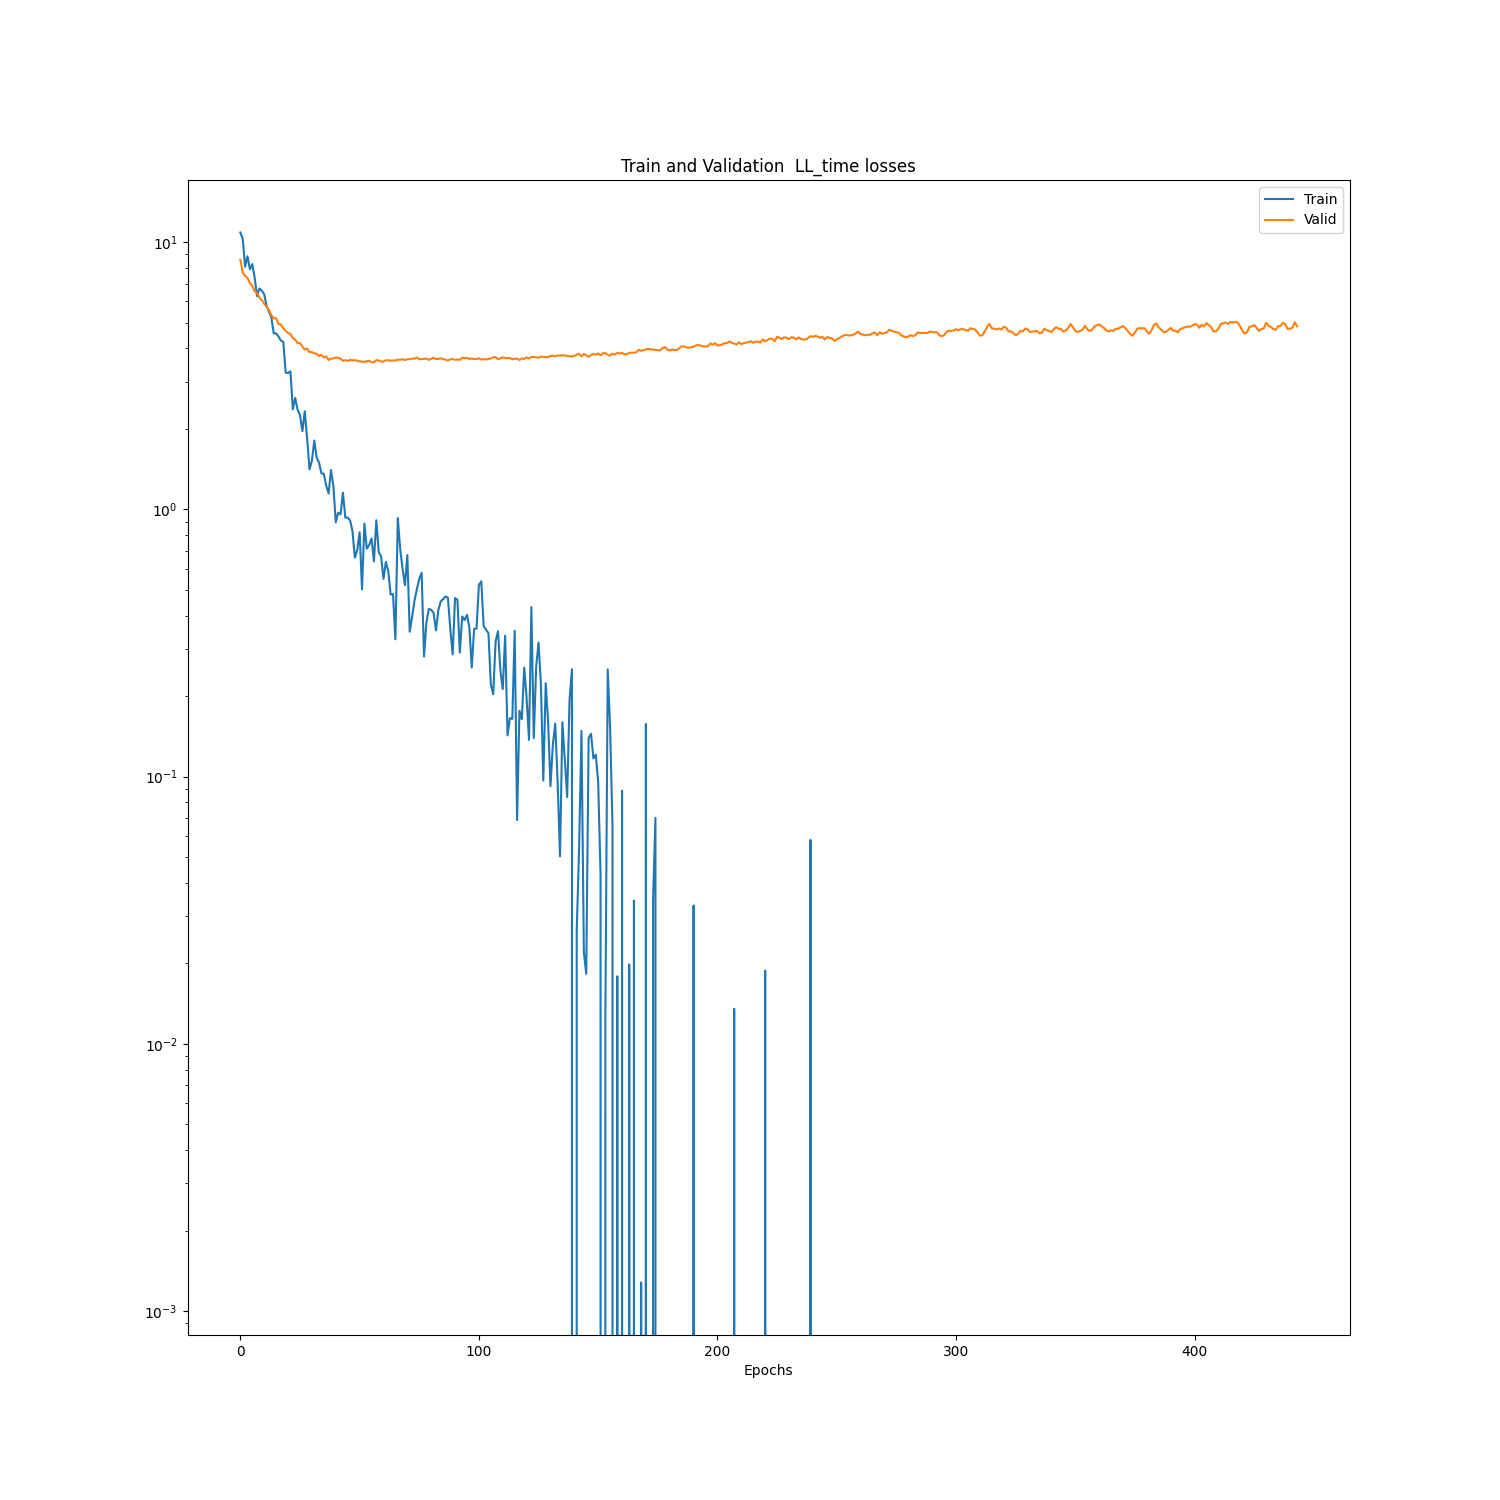 Train and Validation  LL_time losses
Train
Valid
10¹
10⁰
10⁻¹
10⁻²
10⁻³
0 100 200 300 400
Epochs